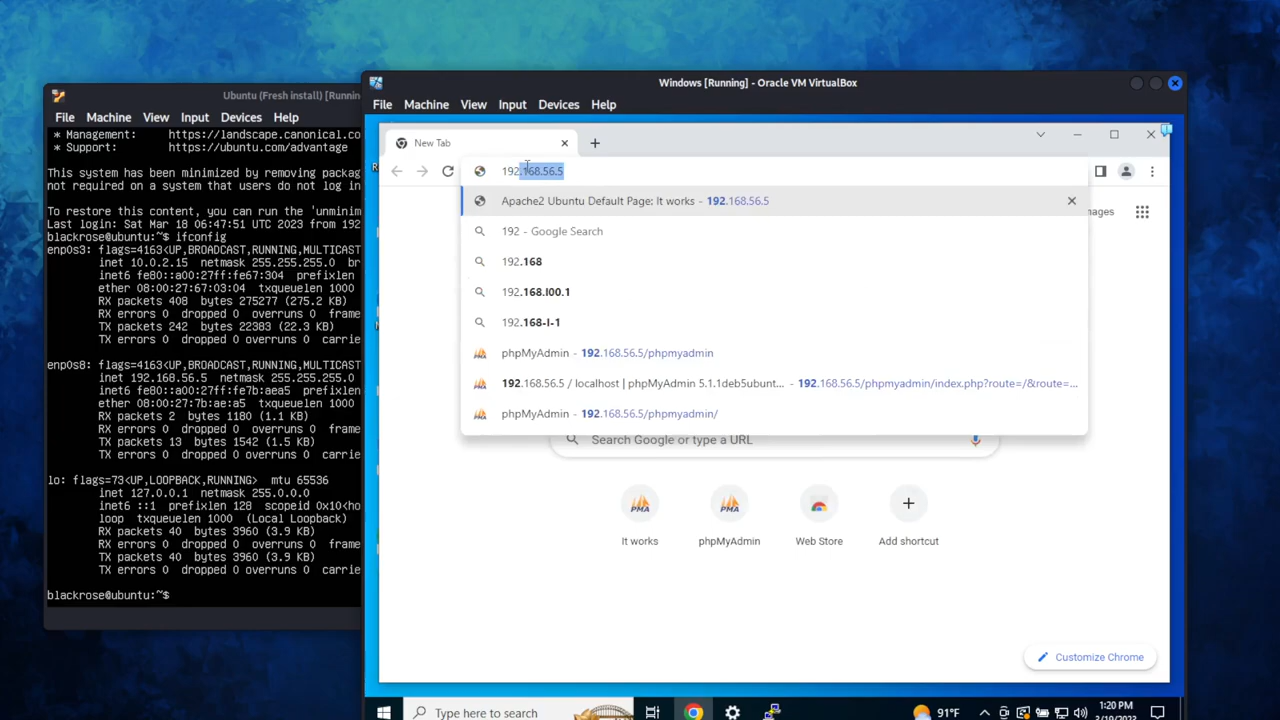 Ubuntu (Fresh install) [Runnin
File Machine View Input Devices Help
* Management: https://landscape.canonical.co
* Support: https://ubuntu.com/advantage
This system has been minimized by removing packag
not required on a system that users do not log in
To restore this content, you can run the 'unminim
Last login: Sat Mar 18 06:47:51 UTC 2023 from 192
blackrose@ubuntu:~$ ifconfig
enp0s3: flags=4163<UP,BROADCAST,RUNNING,MULTICAST
inet 10.0.2.15 netmask 255.255.255.0 br
inet6 fe80::a00:27ff:fe67:304 prefixlen
ether 08:00:27:67:03:04 txqueuelen 1000
RX packets 408 bytes 275277 (275.2 KB)
RX errors 0 dropped 0 overruns 0 frame
TX packets 242 bytes 22383 (22.3 KB)
TX errors 0 dropped 0 overruns 0 carrie
enp0s8: flags=4163<UP,BROADCAST,RUNNING,MULTICAST
inet 192.168.56.5 netmask 255.255.255.0
inet6 fe80::a00:27ff:fe7b:aea5 prefixle
ether 08:00:27:7b:ae:a5 txqueuelen 1000
RX packets 2 bytes 1180 (1.1 KB)
RX errors 0 dropped 0 overruns 0 frame
TX packets 13 bytes 1542 (1.5 KB)
TX errors 0 dropped 0 overruns 0 carrie
lo: flags=73<UP,LOOPBACK,RUNNING> mtu 65536
inet 127.0.0.1 netmask 255.0.0.0
inet6 ::1 prefixlen 128 scopeid 0x10<ho
loop txqueuelen 1000 (Local Loopback)
RX packets 40 bytes 3960 (3.9 KB)
RX errors 0 dropped 0 overruns 0 frame
TX packets 40 bytes 3960 (3.9 KB)
TX errors 0 dropped 0 overruns 0 carrie
blackrose@ubuntu:~$
Windows [Running] - Oracle VM VirtualBox
File Machine View Input Devices Help
New Tab
192.168.56.5
Apache2 Ubuntu Default Page: It works - 192.168.56.5
192 - Google Search
192.168
192.168.l00.1
192.168-l-1
phpMyAdmin - 192.168.56.5/phpmyadmin
192.168.56.5 / localhost | phpMyAdmin 5.1.1deb5ubunt... - 192.168.56.5/phpmyadmin/index.php?route=/&route=...
phpMyAdmin - 192.168.56.5/phpmyadmin/
mages
Search Google or type a URL
PMA PMA
It works phpMyAdmin Web Store Add shortcut
Customize Chrome
Type here to search
91°F
1:20 PM